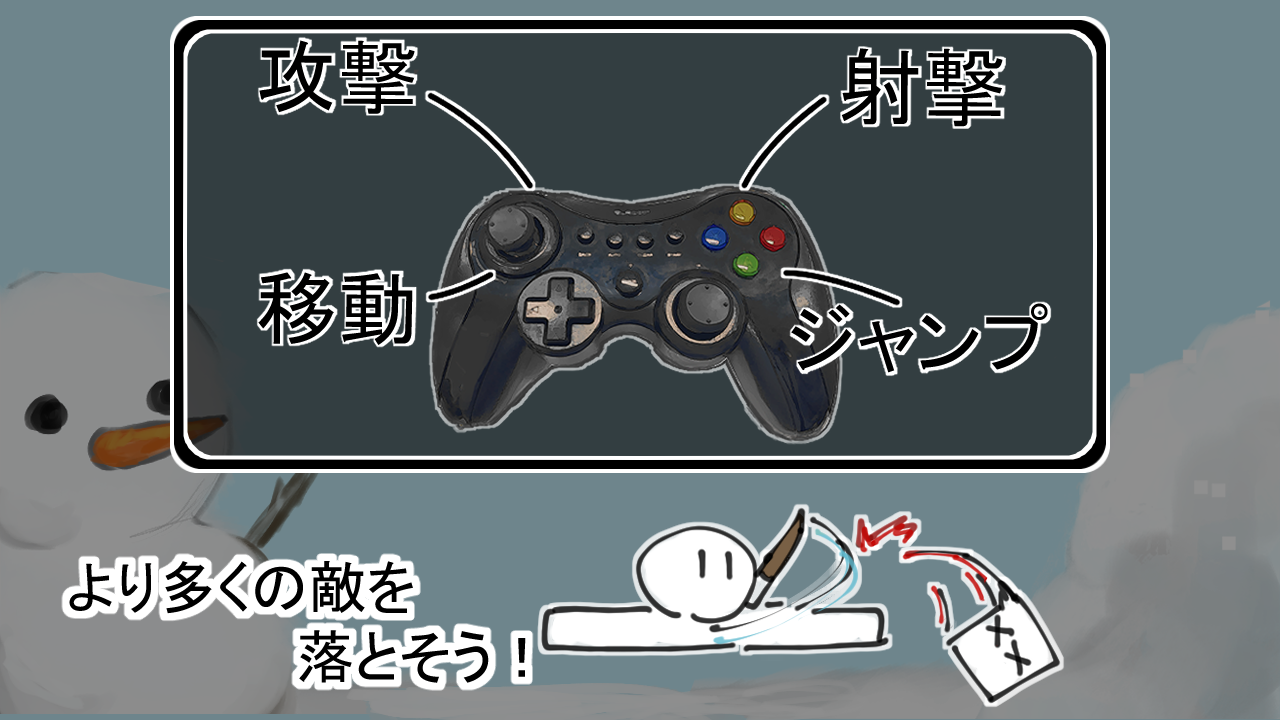 攻撃
射撃
移動
ジャンプ
より多くの敵を
落とそう！